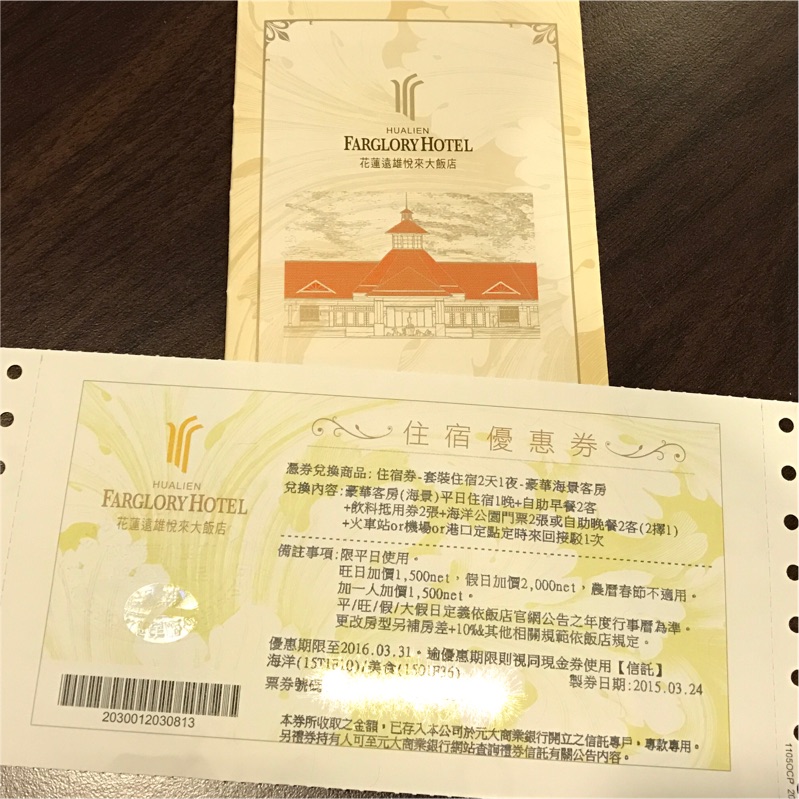 HUALIEN
FARGLORY HOTEL
花蓮遠雄悅來大飯店
HUALIEN
FARGLORY HOTEL
花蓮遠雄悅來大飯店
住宿優惠券
憑券兌換商品: 住宿券-套裝住宿2天1夜-豪華海景客房
兌換內容:豪華客房(海景)平日住宿1晚+自助早餐2客
+飲料抵用券2張+海洋公園門票2張或自助晚餐2客(2擇1)
+火車站or機場or港口定點定時來回接駁1次
備註事項:限平日使用。
旺日加價1,500net，假日加價2,000net，農曆春節不適用。
加一人加價1,500net。
平/旺/假/大假日定義依飯店官網公告之年度行事曆為準。
更改房型另補房差+10%&其他相關規範依飯店規定。
優惠期限至2016.03.31。逾優惠期限則視同現金券使用【信託】
海洋(15T1F10)/美食(1501F36)
製券日期:2015.03.24
票券號碼
2030012030813
本券所收取之金額，已存入本公司於元大商業銀行開立之信託專戶，專款專用。
另禮券持有人可至元大商業銀行網站查詢禮券信託有關公告內容。
1105OCP 20